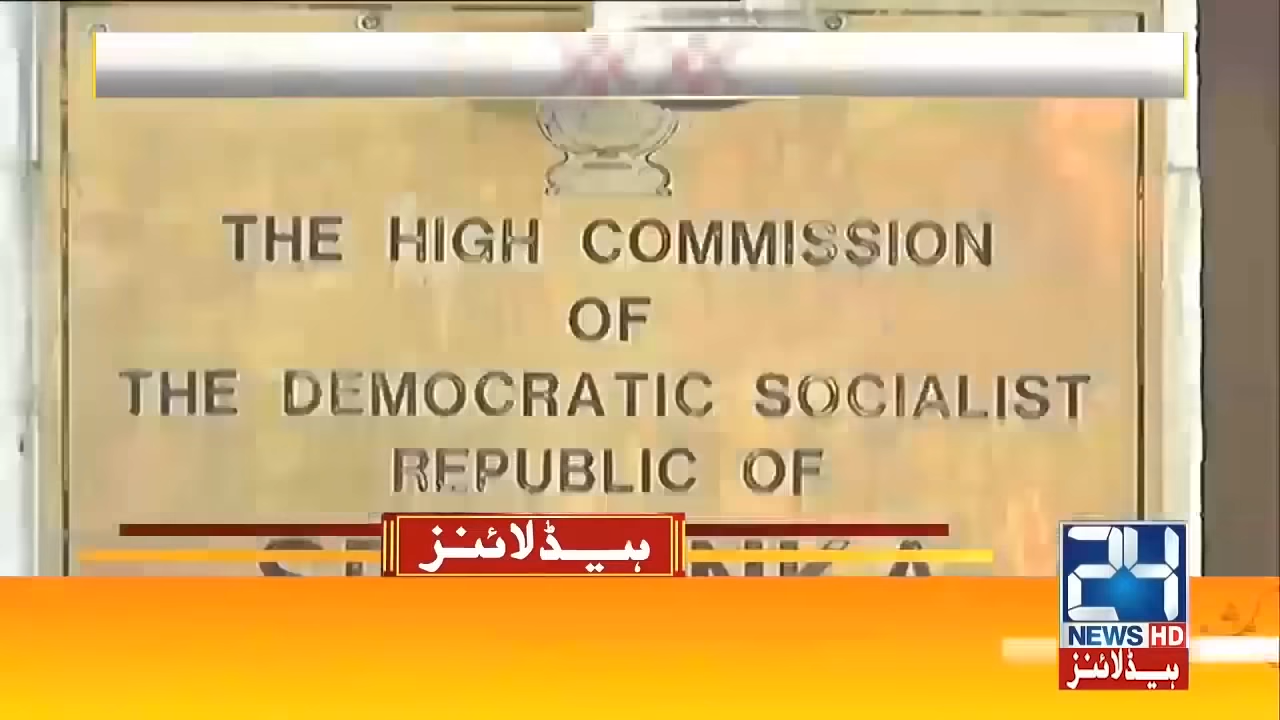 THE HIGH COMMISSION
OF
THE DEMOCRATIC SOCIALIST
REPUBLIC OF
ہیڈلائنز
24
NEWS HD
ہیڈلائنز